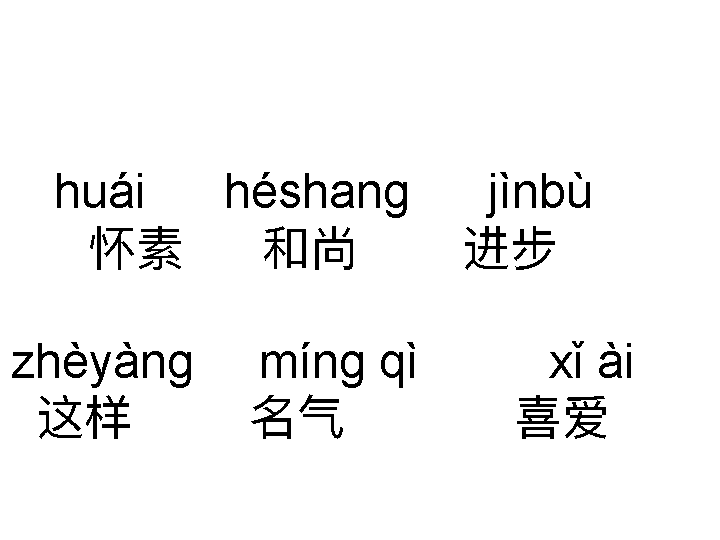 huái héshang jìnbù
怀素 和尚 进步
zhèyàng míng qì xǐ ài
这样 名气 喜爱